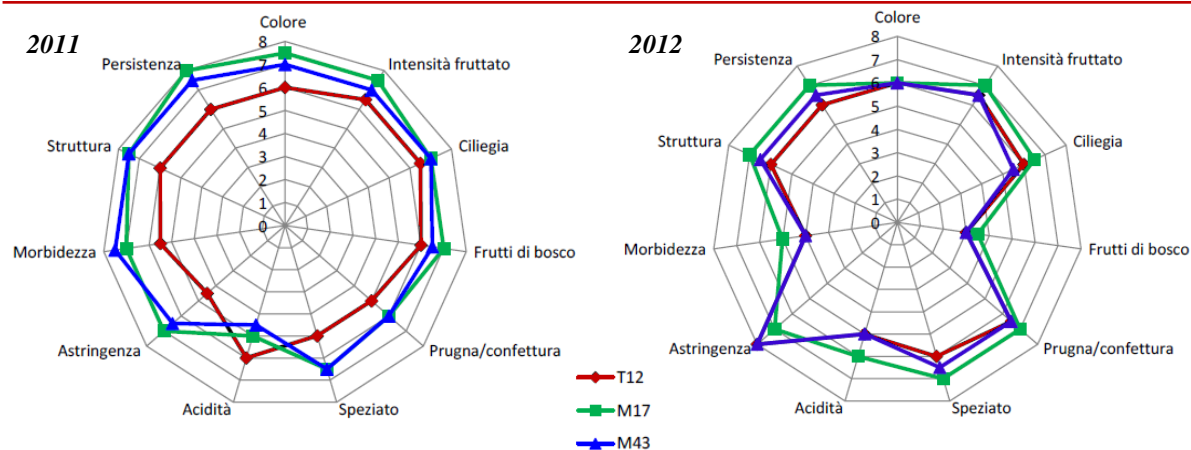 2011
Colore
Intensità fruttato
Ciliegia
Frutti di bosco
Prugna/confettura
Speziato
Acidità
Astringenza
Morbidezza
Struttura
Persistenza
8
7
6
5
4
3
2
1
0
T12
M17
M43
2012
Colore
Intensità fruttato
Ciliegia
Frutti di bosco
Prugna/confettura
Speziato
Acidità
Astringenza
Morbidezza
Struttura
Persistenza
8
7
6
5
4
3
2
1
0